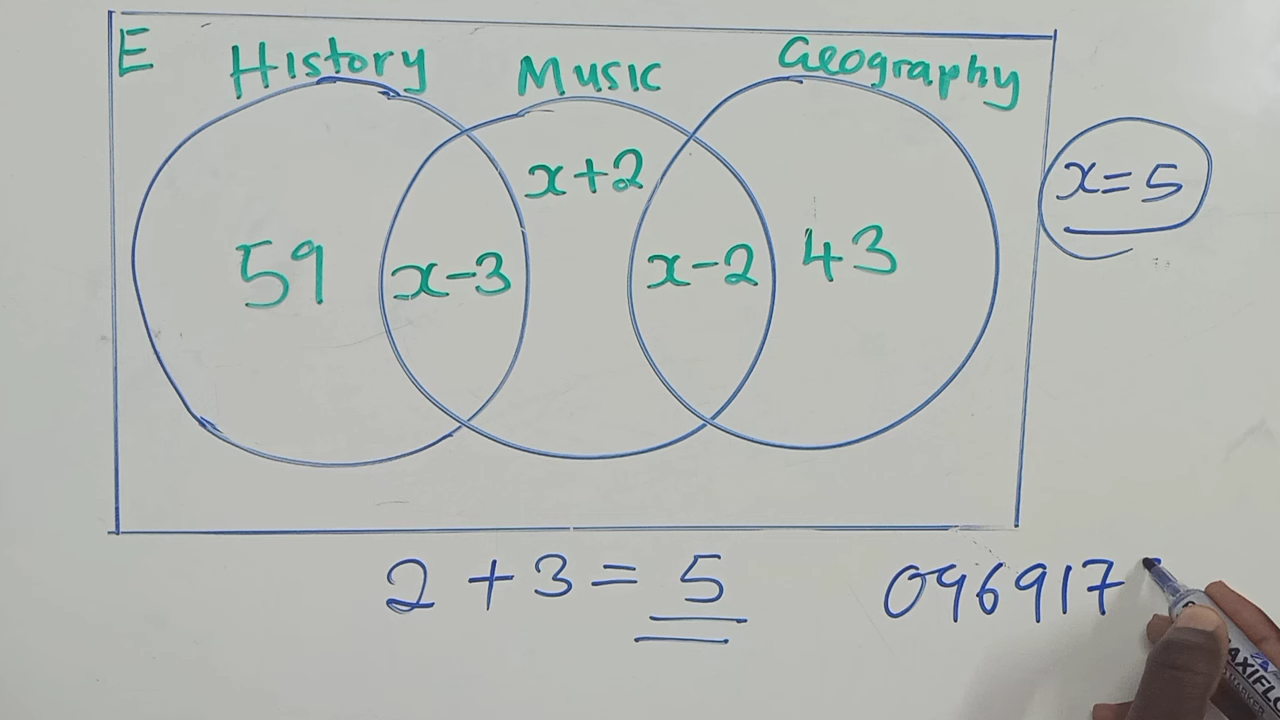 E
History Music Geography
x+2
x=5
59 x-3 x-2 43
2+3=5
096917